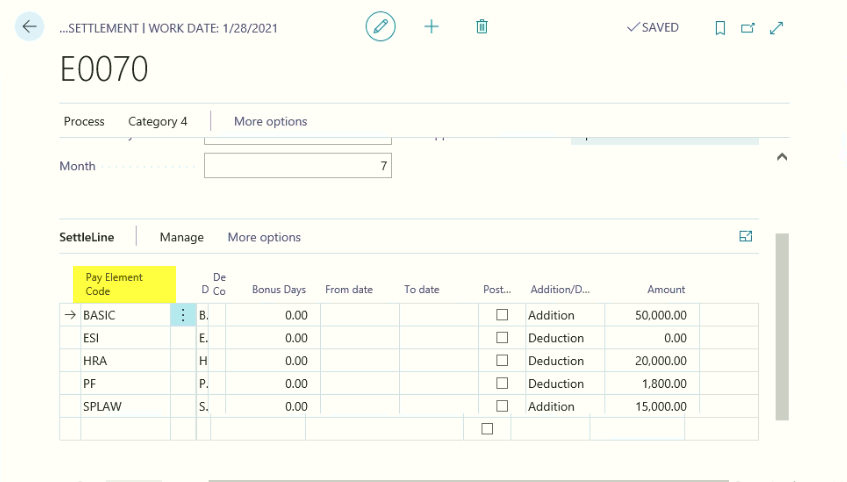 ...SETTLEMENT | WORK DATE: 1/28/2021
SAVED
E0070
Process Category 4 More options
Month 7
SettleLine Manage More options
Pay Element Code D De Co Bonus Days From date To date Post... Addition/D... Amount
BASIC B. 0.00 Addition 50,000.00
ESI E. 0.00 Deduction 0.00
HRA H 0.00 Deduction 20,000.00
PF P. 0.00 Deduction 1,800.00
SPLAW S. 0.00 Addition 15,000.00